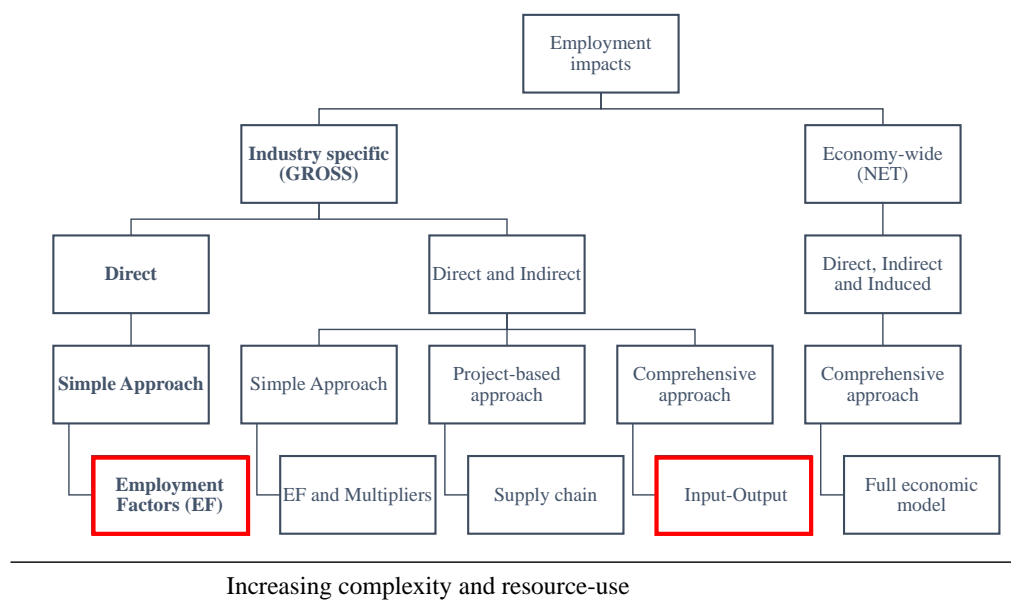 Employment
impacts
Industry specific
(GROSS)
Economy-wide
(NET)
Direct
Direct and Indirect
Direct, Indirect
and Induced
Simple Approach
Simple Approach
Project-based
approach
Comprehensive
approach
Comprehensive
approach
Employment
Factors (EF)
EF and Multipliers
Supply chain
Input-Output
Full economic
model
Increasing complexity and resource-use